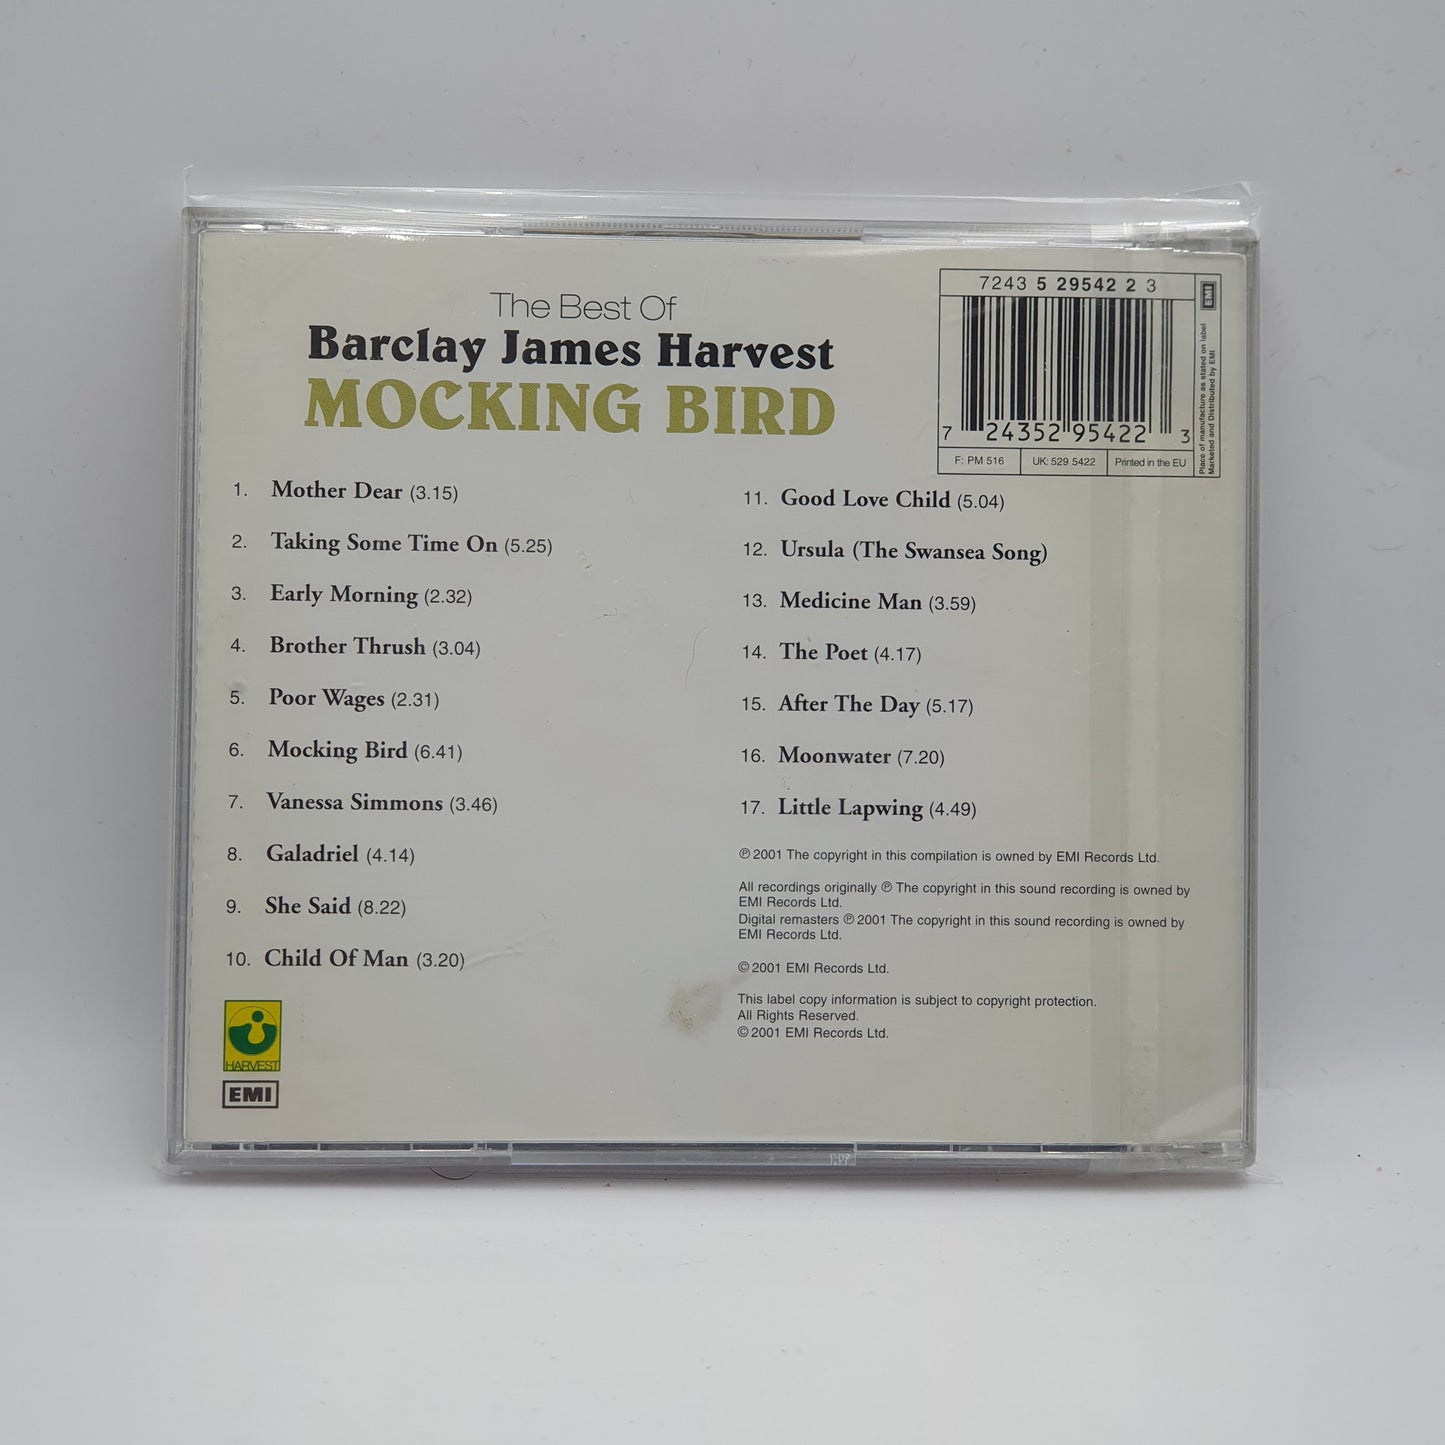 The Best Of
Barclay James Harvest
MOCKING BIRD
7243 5 29542 2 3
7 24352 95422 3
F: PM 516
UK: 529 5422
Printed in the EU
EMI
Place of manufacture as stated on label
Marketed and Distributed by EMI
1. Mother Dear (3.15)
2. Taking Some Time On (5.25)
3. Early Morning (2.32)
4. Brother Thrush (3.04)
5. Poor Wages (2.31)
6. Mocking Bird (6.41)
7. Vanessa Simmons (3.46)
8. Galadriel (4.14)
9. She Said (8.22)
10. Child Of Man (3.20)
11. Good Love Child (5.04)
12. Ursula (The Swansea Song)
13. Medicine Man (3.59)
14. The Poet (4.17)
15. After The Day (5.17)
16. Moonwater (7.20)
17. Little Lapwing (4.49)
℗ 2001 The copyright in this compilation is owned by EMI Records Ltd.
All recordings originally ℗ The copyright in this sound recording is owned by
EMI Records Ltd.
Digital remasters ℗ 2001 The copyright in this sound recording is owned by
EMI Records Ltd.
© 2001 EMI Records Ltd.
This label copy information is subject to copyright protection.
All Rights Reserved.
© 2001 EMI Records Ltd.
HARVEST
EMI